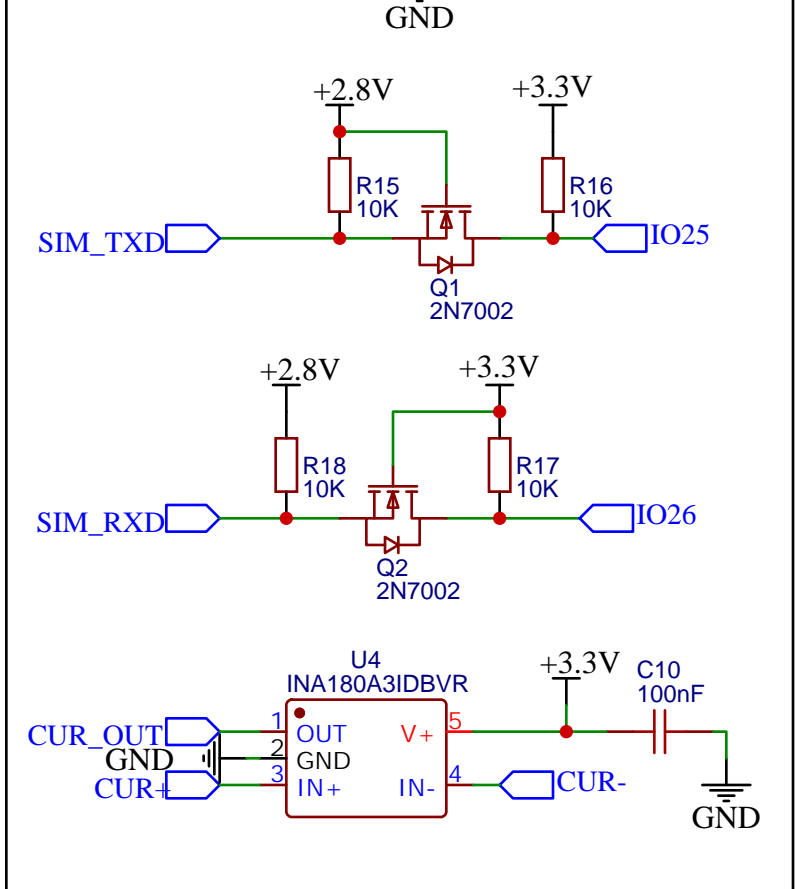 GND
+2.8V
+3.3V
R15
10K
R16
10K
SIM_TXD
IO25
Q1
2N7002
+2.8V
+3.3V
R18
10K
R17
10K
SIM_RXD
IO26
Q2
2N7002
U4
INA180A3IDBVR
+3.3V
C10
100nF
CUR_OUT
1
OUT
V+
5
GND
2
GND
CUR+
3
IN+
IN-
4
CUR-
GND